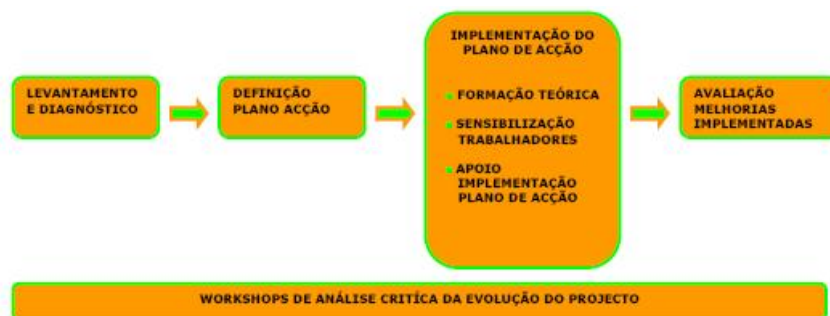 LEVANTAMENTO
E DIAGNÓSTICO
DEFINIÇÃO
PLANO ACÇÃO
IMPLEMENTAÇÃO DO
PLANO DE ACÇÃO
FORMAÇÃO TEÓRICA
SENSIBILIZAÇÃO
TRABALHADORES
APOIO
IMPLEMENTAÇÃO
PLANO DE ACÇÃO
AVALIAÇÃO
MELHORIAS
IMPLEMENTADAS
WORKSHOPS DE ANÁLISE CRITÍCA DA EVOLUÇÃO DO PROJECTO